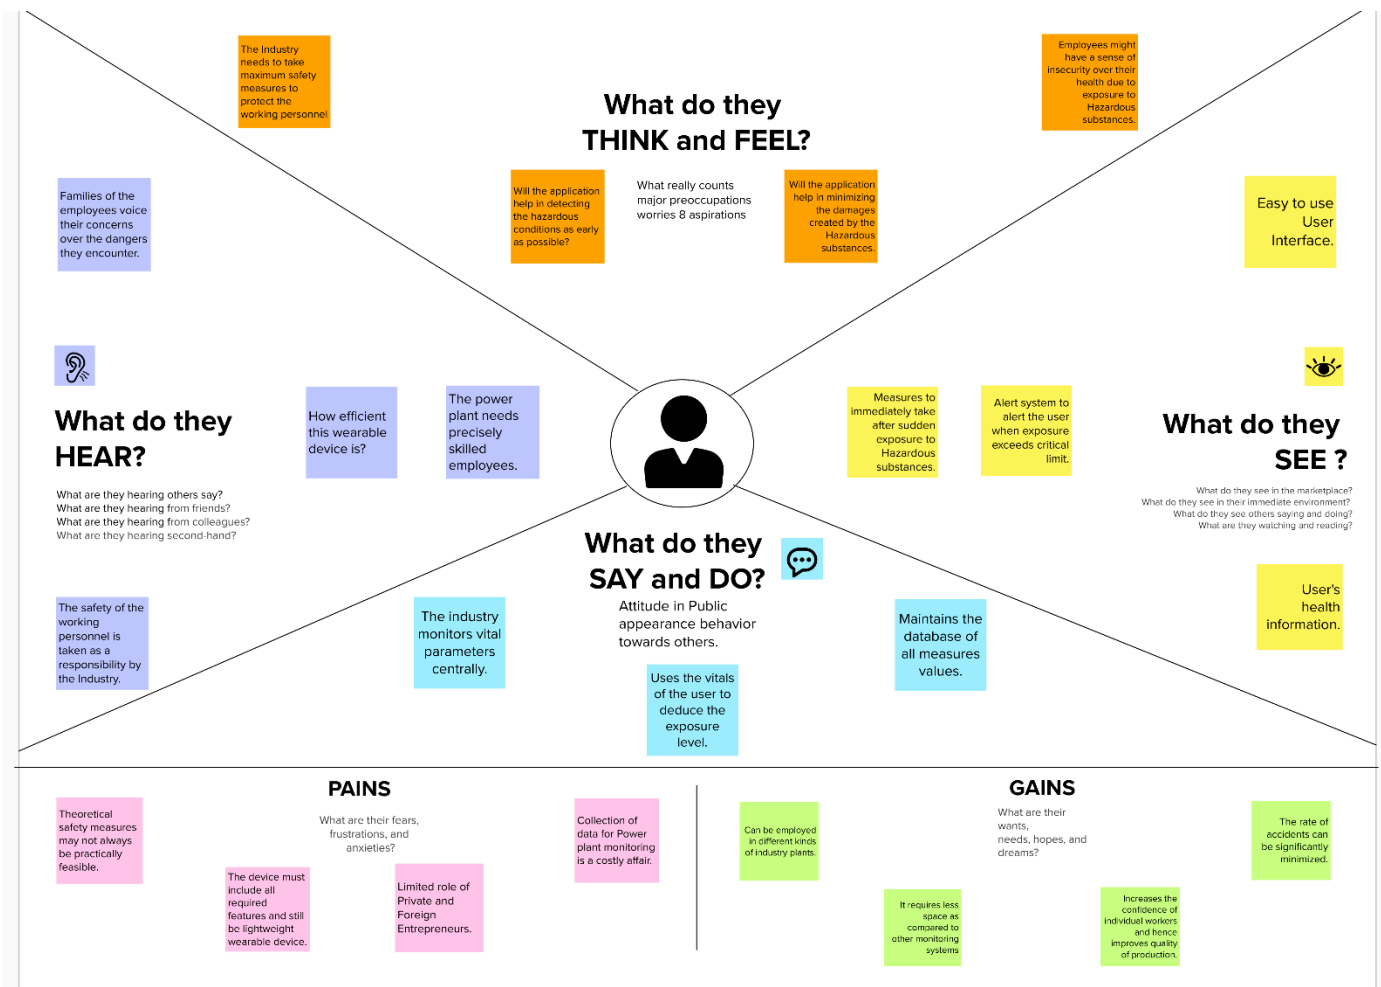 The Industry
needs to take
maximum safety
measures to
protect the
working personnel
Employees might
have a sense of
insecurity over their
health due to
exposure to
Hazardous
substances.
What do they
THINK and FEEL?
Will the application
help in detecting
the hazardous
conditions as early
as possible?
What really counts
major preoccupations
worries 8 aspirations
Will the application
help in minimizing
the damages
created by the
Hazardous
substances.
Families of the
employees voice
their concerns
over the dangers
they encounter.
Easy to use
User
Interface.
What do they
HEAR?
What are they hearing others say?
What are they hearing from friends?
What are they hearing from colleagues?
What are they hearing second-hand?
How efficient
this wearable
device is?
The power
plant needs
precisely
skilled
employees.
Measures to
immediately take
after sudden
exposure to
Hazardous
substances.
Alert system to
alert the user
when exposure
exceeds critical
limit.
What do they
SEE ?
What do they see in the marketplace?
What do they see in their immediate environment?
What do they see others saying and doing?
What are they watching and reading?
What do they
SAY and DO?
Attitude in Public
appearance behavior
towards others.
The safety of the
working
personnel is
taken as a
responsibility by
the Industry.
The industry
monitors vital
parameters
centrally.
Uses the vitals
of the user to
deduce the
exposure
level.
Maintains the
database of
all measures
values.
User's
health
information.
PAINS
What are their fears,
frustrations, and
anxieties?
Theoretical
safety measures
may not always
be practically
feasible.
The device must
include all
required
features and still
be lightweight
wearable device.
Limited role of
Private and
Foreign
Entrepreneurs.
Collection of
data for Power
plant monitoring
is a costly affair.
GAINS
What are their
wants,
needs, hopes, and
dreams?
Can be employed
in different kinds
of industry plants.
It requires less
space as
compared to
other monitoring
systems
Increases the
confidence of
individual workers
and hence
improves quality
of production.
The rate of
accidents can
be significantly
minimized.